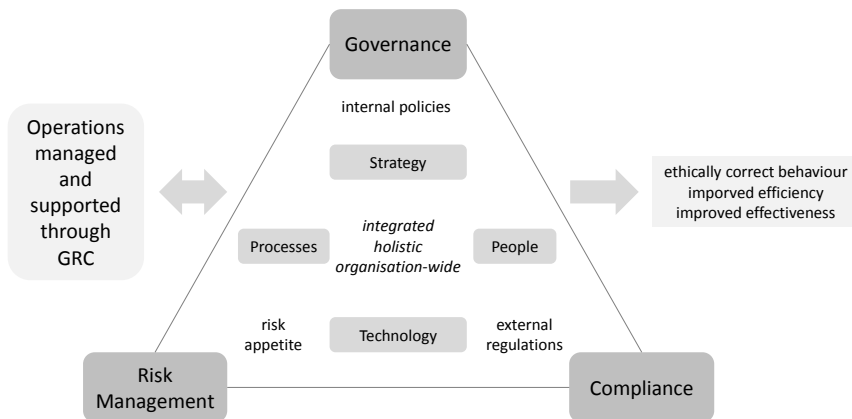 Governance
internal policies
Operations
managed
and
supported
through
GRC
Strategy
ethically correct behaviour
imporved efficiency
improved effectiveness
Processes
integrated
holistic
organisation-wide
People
risk
appetite
Technology
external
regulations
Risk
Management
Compliance